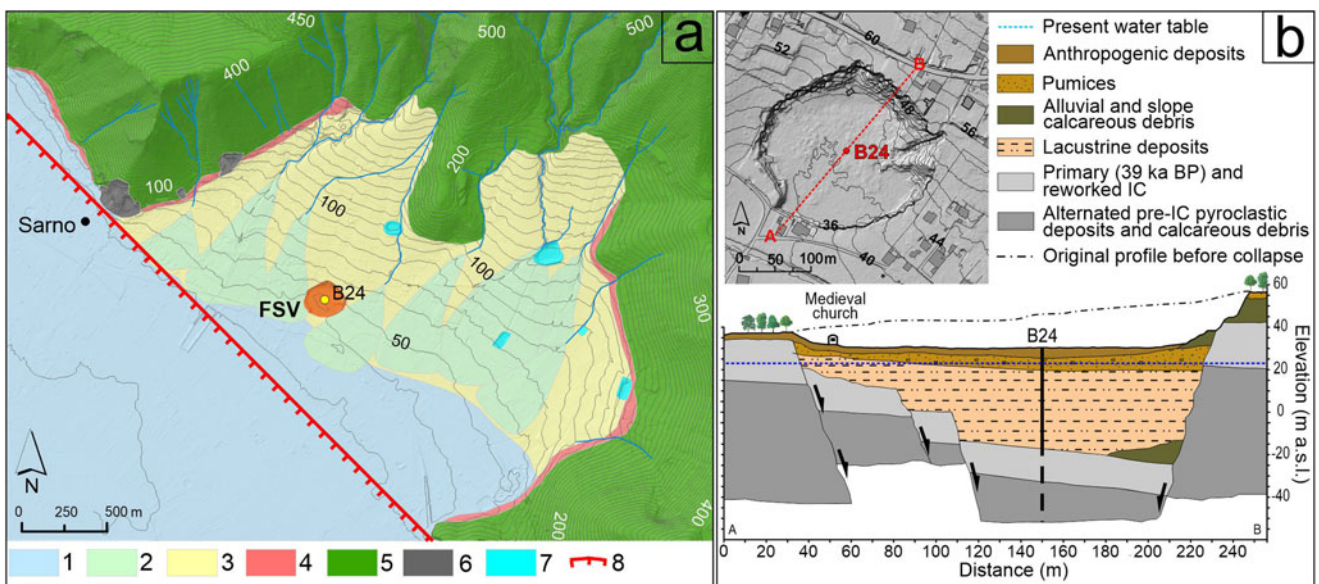 a
450
500
500
400
200
100
100
Sarno
100
B24
FSV
50
300
N
0 250 500 m
200
400
1 2 3 4 5 6 7 8
b
52
60
B
48
56
B24
A
36
44
40
N
0 50 100m
Present water table
Anthropogenic deposits
Pumices
Alluvial and slope
calcareous debris
Lacustrine deposits
Primary (39 ka BP) and
reworked IC
Alternated pre-IC pyroclastic
deposits and calcareous debris
Original profile before collapse
Medieval
church
B24
60
40
20
0
-20
-40
Elevation (m a.s.l.)
A B
0 20 40 60 80 100 120 140 160 180 200 220 240
Distance (m)